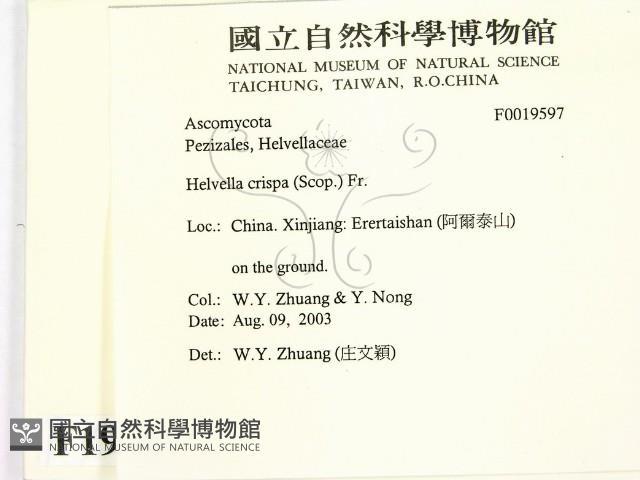 國立自然科學博物館
NATIONAL MUSEUM OF NATURAL SCIENCE
TAICHUNG, TAIWAN, R.O.CHINA
Ascomycota F0019597
Pezizales, Helvellaceae
Helvella crispa (Scop.) Fr.
Loc.: China. Xinjiang: Erertaishan (阿爾泰山)
on the ground.
Col.: W.Y. Zhuang & Y. Nong
Date: Aug. 09, 2003
Det.: W.Y. Zhuang (庄文穎)
國立自然科學博物館
NATIONAL MUSEUM OF NATURAL SCIENCE
F19